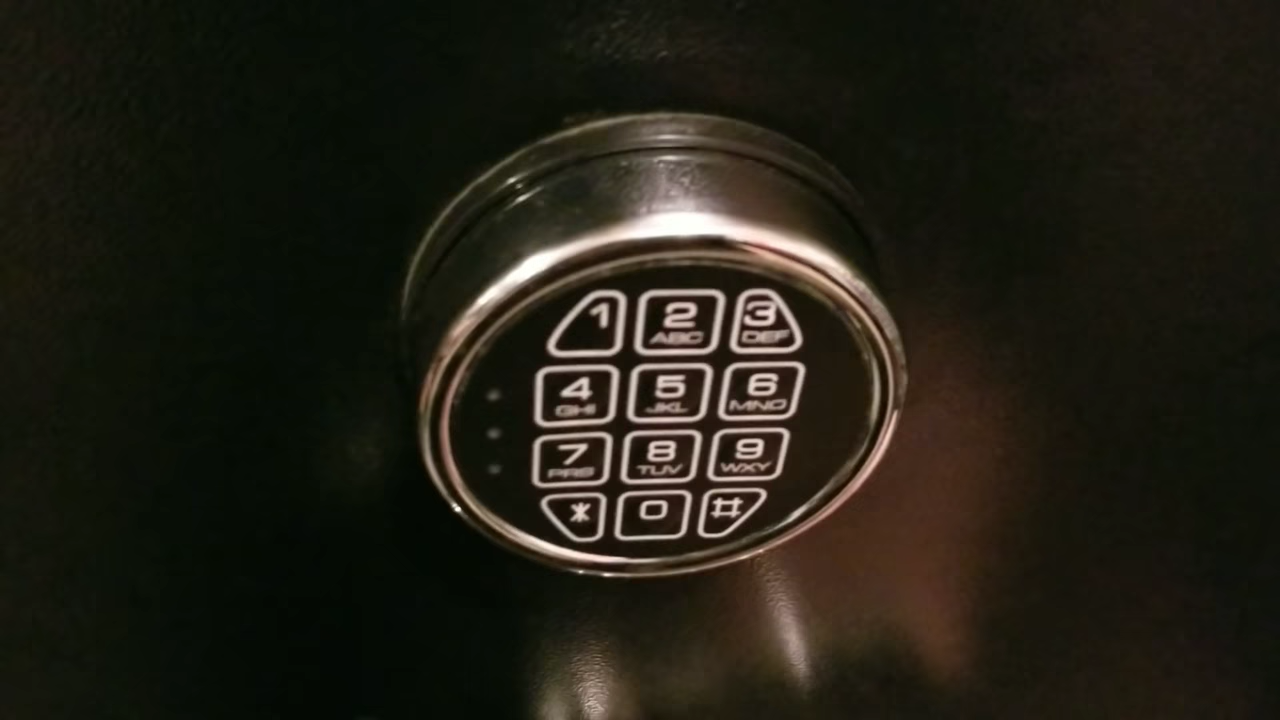 1 2 3
ABC DEF
4 5 6
GHI JKL MNO
7 8 9
PRS TUV WXY
* 0 #